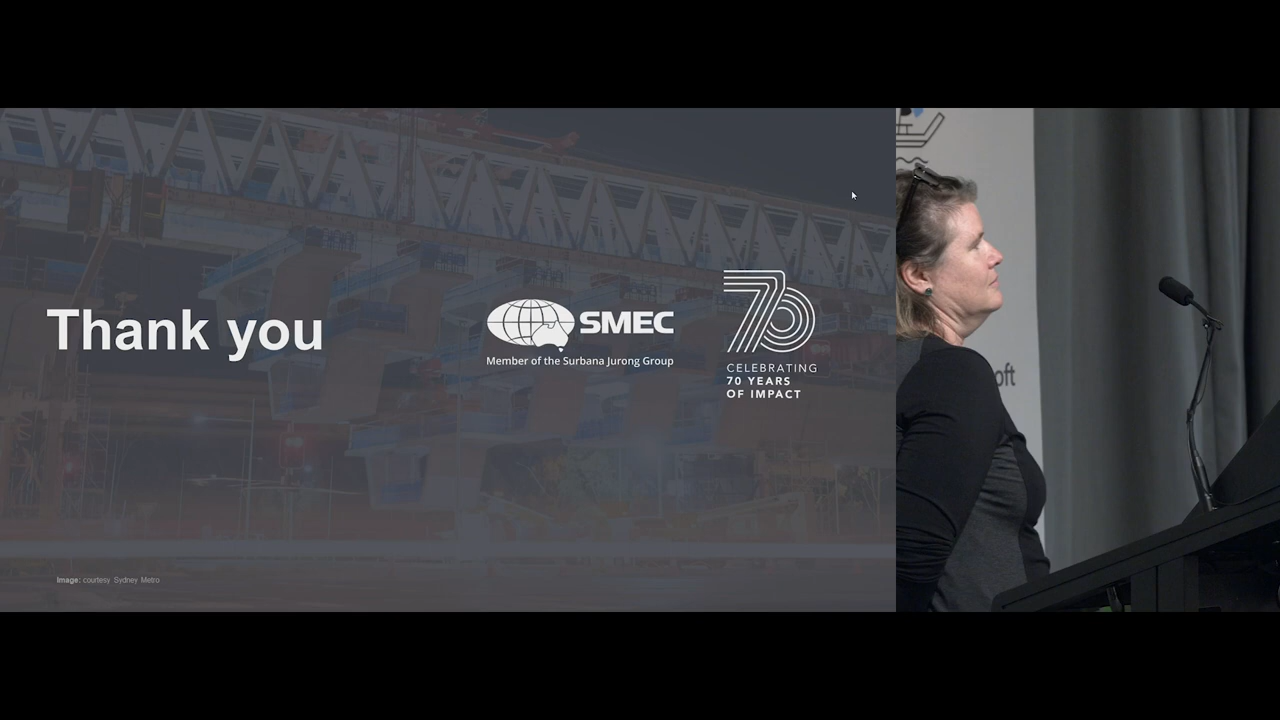 Thank you
SMEC
Member of the Surbana Jurong Group
70
CELEBRATING
70 YEARS
OF IMPACT
Image: courtesy Sydney Metro
oft